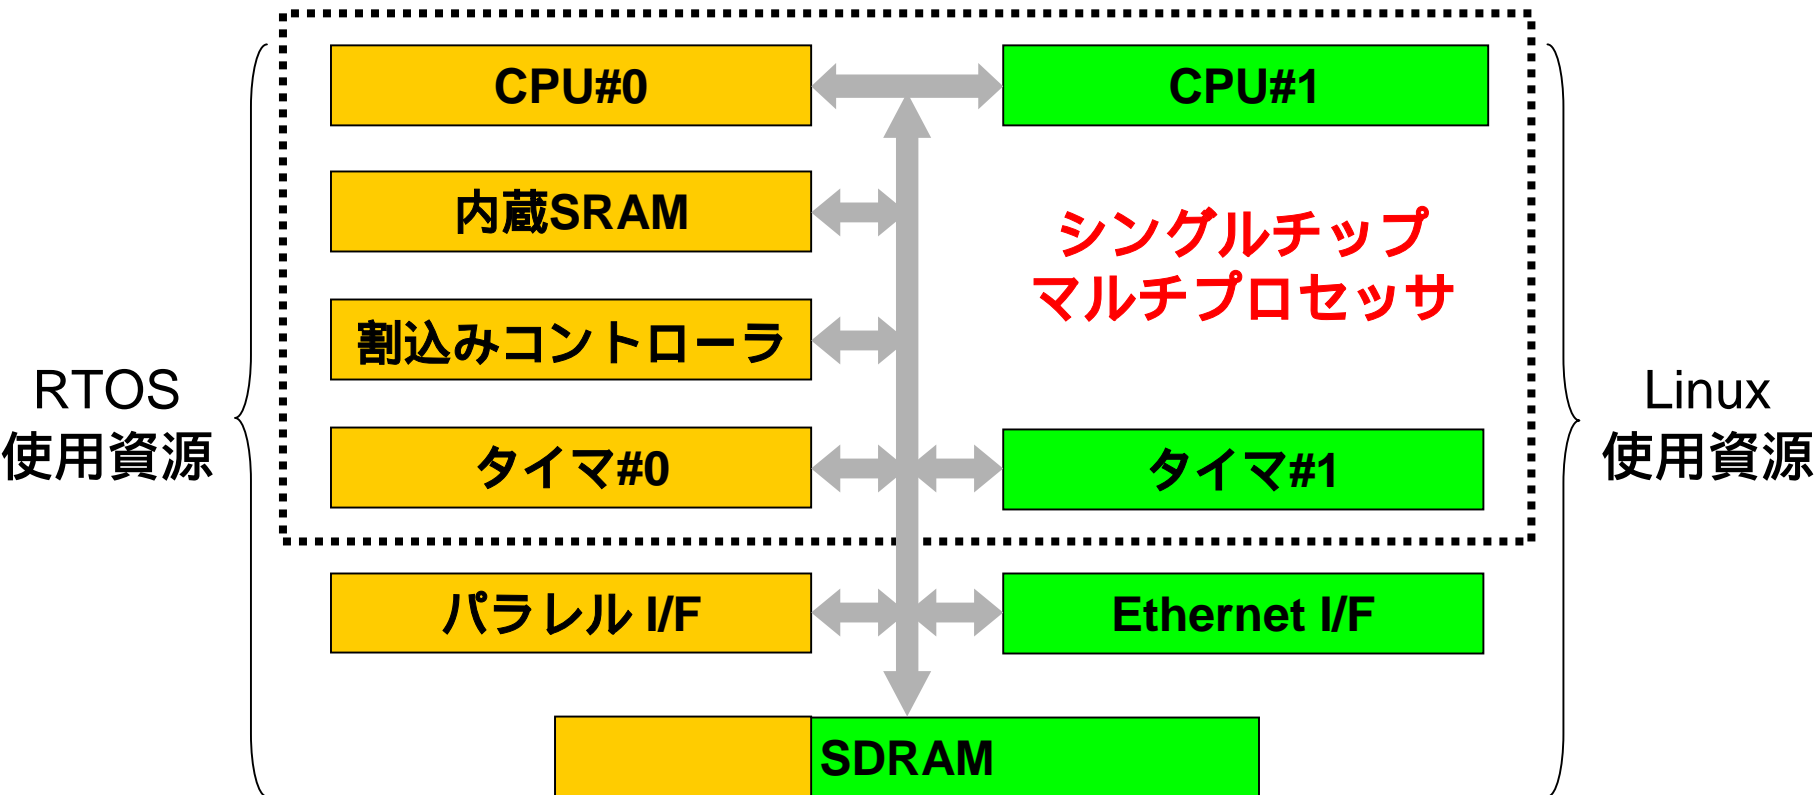 CPU#0
CPU#1
内蔵SRAM
シングルチップ
マルチプロセッサ
割込みコントローラ
RTOS
使用資源
Linux
使用資源
タイマ#0
タイマ#1
パラレル I/F
Ethernet I/F
SDRAM